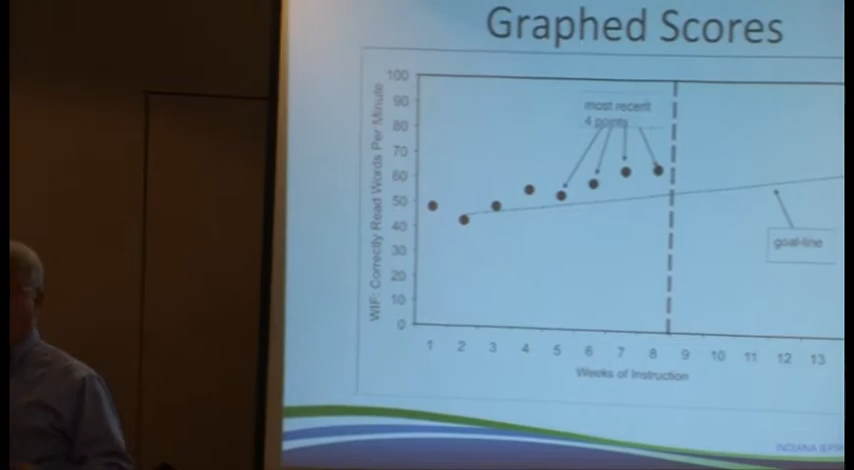 Graphed Scores
WIF: Correctly Read Words Per Minute
100
90
80
70
60
50
40
30
20
10
0
most recent
4 points
goal-line
1 2 3 4 5 6 7 8 9 10 11 12 13
Weeks of Instruction
INDIANA